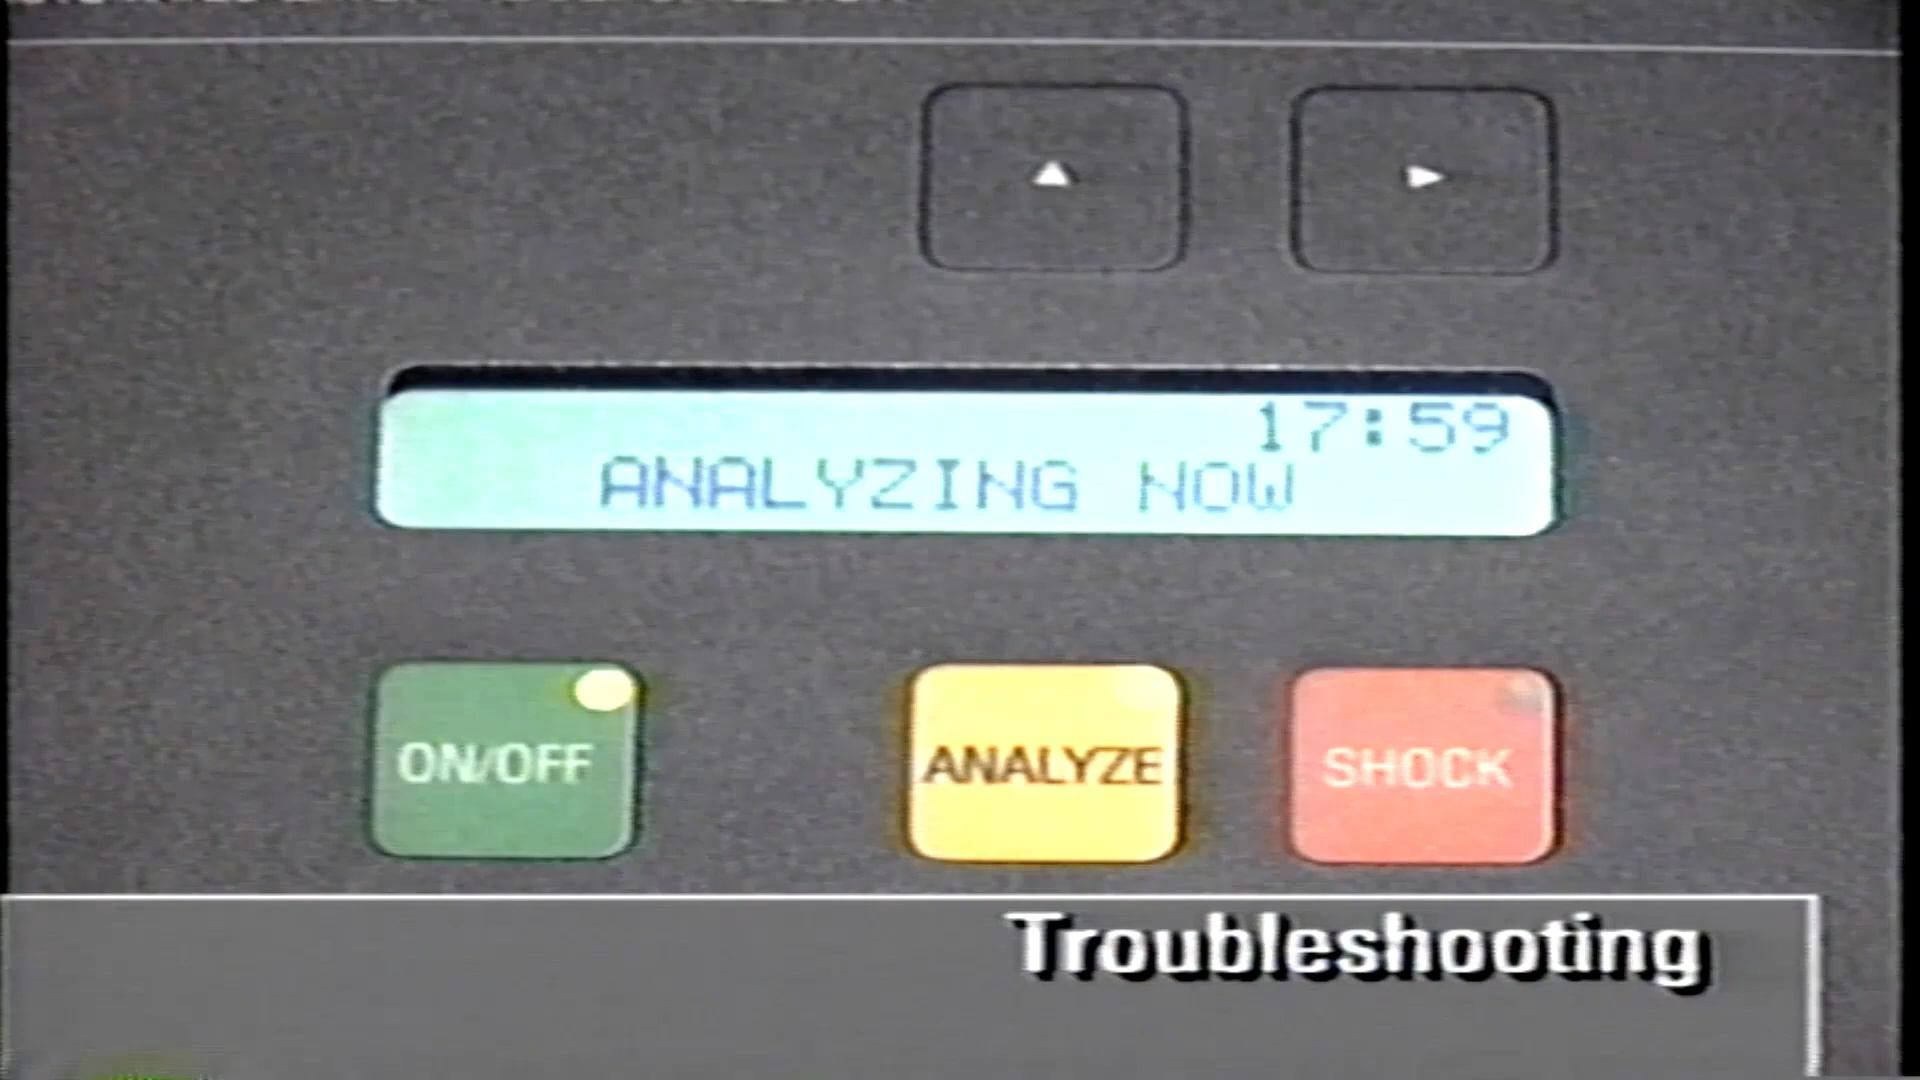 17:59
ANALYZING NOW
ON/OFF
ANALYZE
SHOCK
Troubleshooting